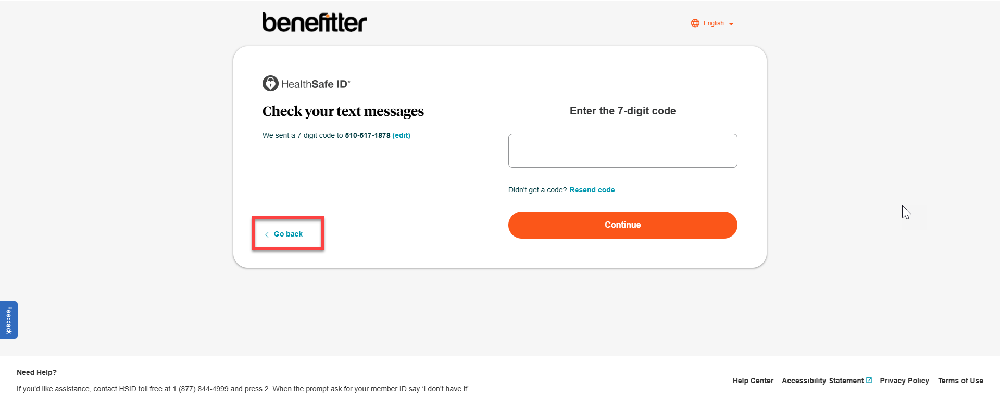 benefitter
English
HealthSafe ID®
Check your text messages
We sent a 7-digit code to 510-517-1878 (edit)
Go back
Enter the 7-digit code
Didn't get a code? Resend code
Continue
Feedback
Need Help?
If you'd like assistance, contact HSID toll free at 1 (877) 844-4999 and press 2. When the prompt ask for your member ID say ‘I don’t have it’.
Help Center Accessibility Statement Privacy Policy Terms of Use